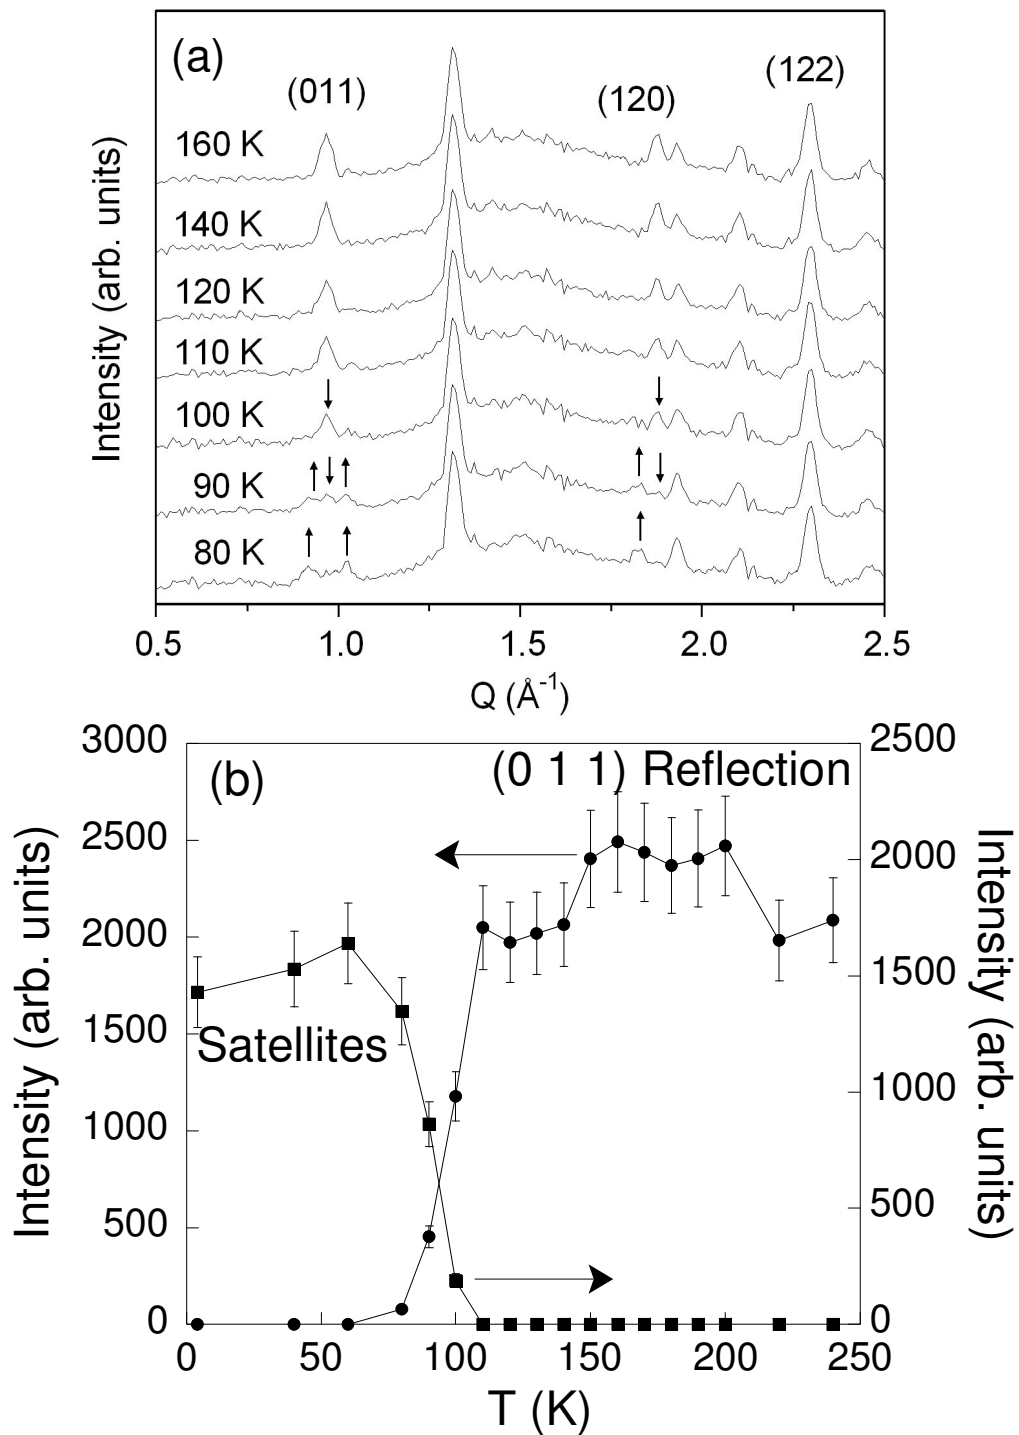 (a)
(011)
(120)
(122)
160 K
140 K
120 K
110 K
100 K
90 K
80 K
Intensity (arb. units)
0.5
1.0
1.5
2.0
2.5
Q (Å⁻¹)
(b)
(0 1 1) Reflection
Satellites
3000
2500
2000
1500
1000
500
0
Intensity (arb. units)
2500
2000
1500
1000
500
0
Intensity (arb. units)
0
50
100
150
200
250
T (K)